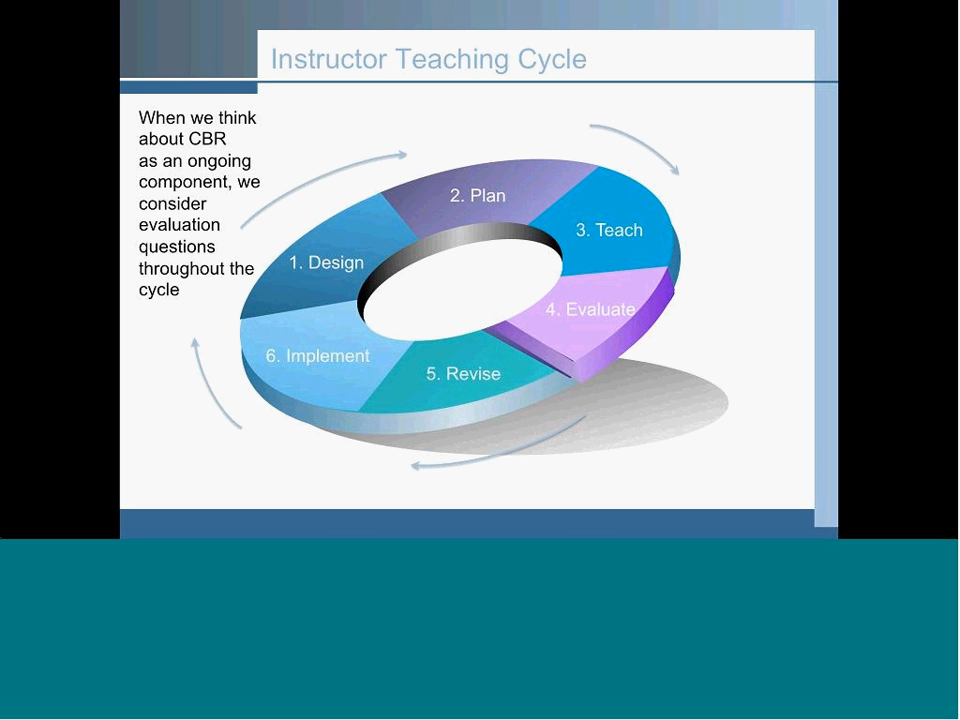 Instructor Teaching Cycle
When we think
about CBR
as an ongoing
component, we
consider
evaluation
questions
throughout the
cycle
1. Design
2. Plan
3. Teach
4. Evaluate
5. Revise
6. Implement